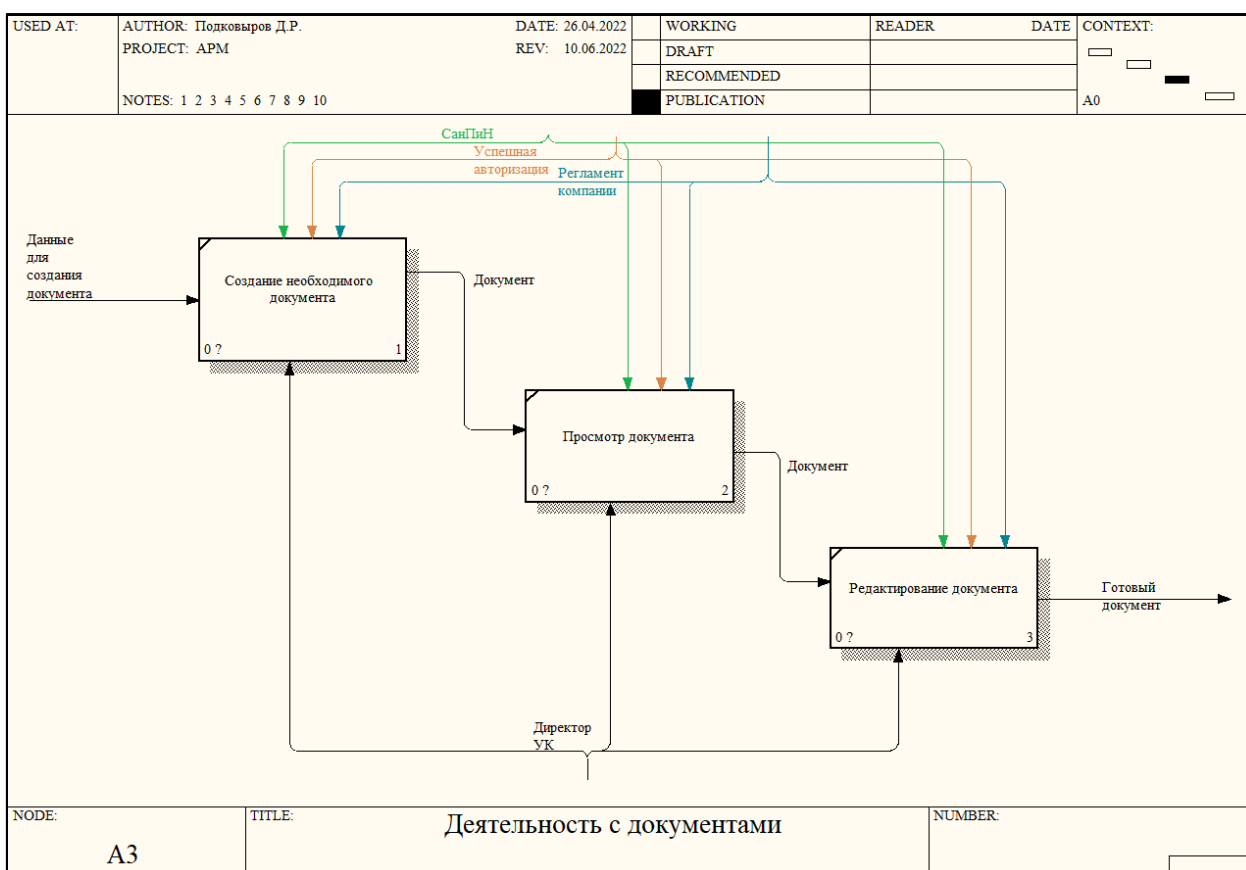 USED AT:
AUTHOR: Подковыров Д.Р.
DATE: 26.04.2022
WORKING
READER
DATE
CONTEXT:
PROJECT: АРМ
REV: 10.06.2022
DRAFT
RECOMMENDED
NOTES: 1 2 3 4 5 6 7 8 9 10
PUBLICATION
A0
СанПиН
Успешная
авторизация
Регламент
компании
Данные
для
создания
документа
Создание необходимого
документа
0 ?
1
Документ
Просмотр документа
0 ?
2
Документ
Редактирование документа
0 ?
3
Готовый
документ
Директор
УК
NODE:
A3
TITLE:
Деятельность с документами
NUMBER: